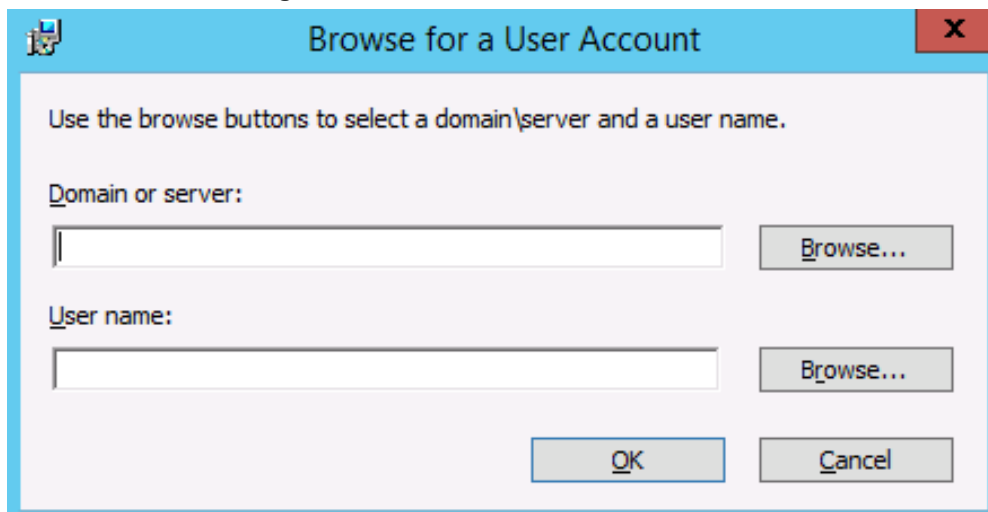 Browse for a User Account
x
Use the browse buttons to select a domain\server and a user name.
Domain or server:
Browse...
User name:
Browse...
OK
Cancel